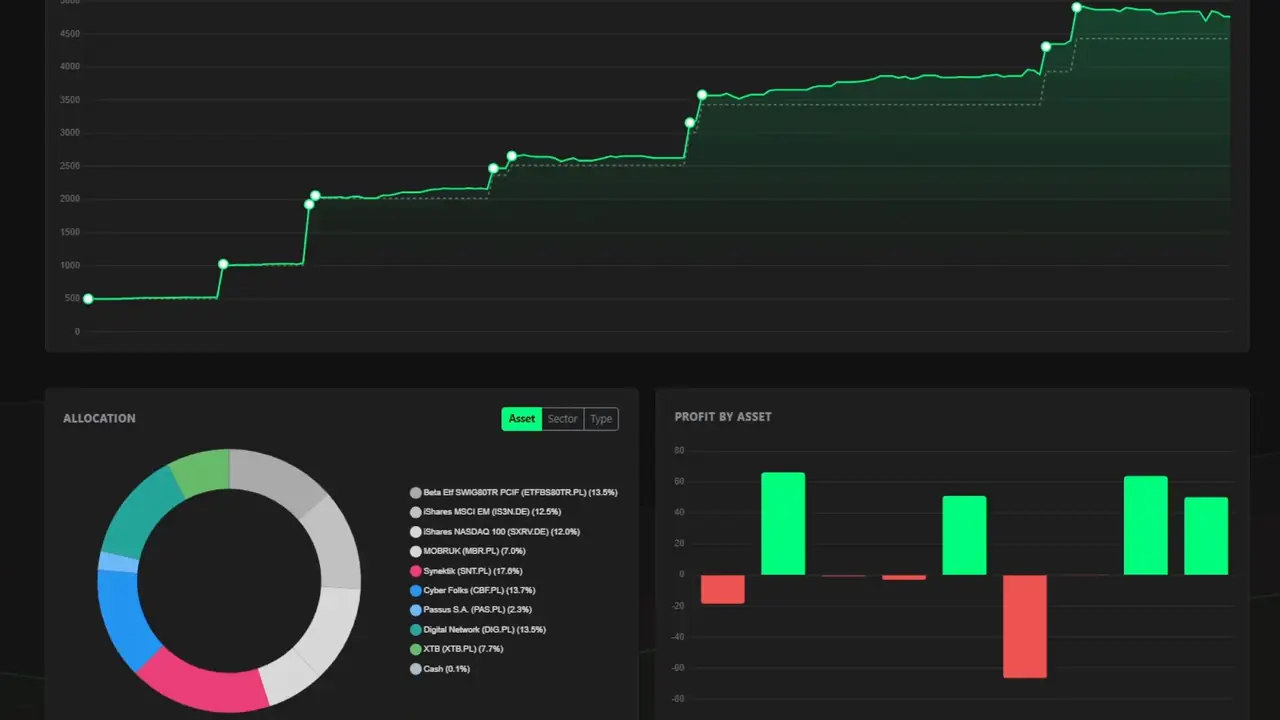 5000
4500
4000
3500
3000
2500
2000
1500
1000
500
0
ALLOCATION
Asset Sector Type
Beta Etf SWIG80TR PCIF (ETFBS80TR.PL) (13.5%)
iShares MSCI EM (IS3N.DE) (12.5%)
iShares NASDAQ 100 (SXRV.DE) (12.0%)
MOBRUK (MBR.PL) (7.0%)
Synektik (SNT.PL) (17.6%)
Cyber Folks (CBF.PL) (13.7%)
Passus S.A. (PAS.PL) (2.3%)
Digital Network (DIG.PL) (13.5%)
XTB (XTB.PL) (7.7%)
Cash (0.1%)
PROFIT BY ASSET
80
60
40
20
0
-20
-40
-60
-80